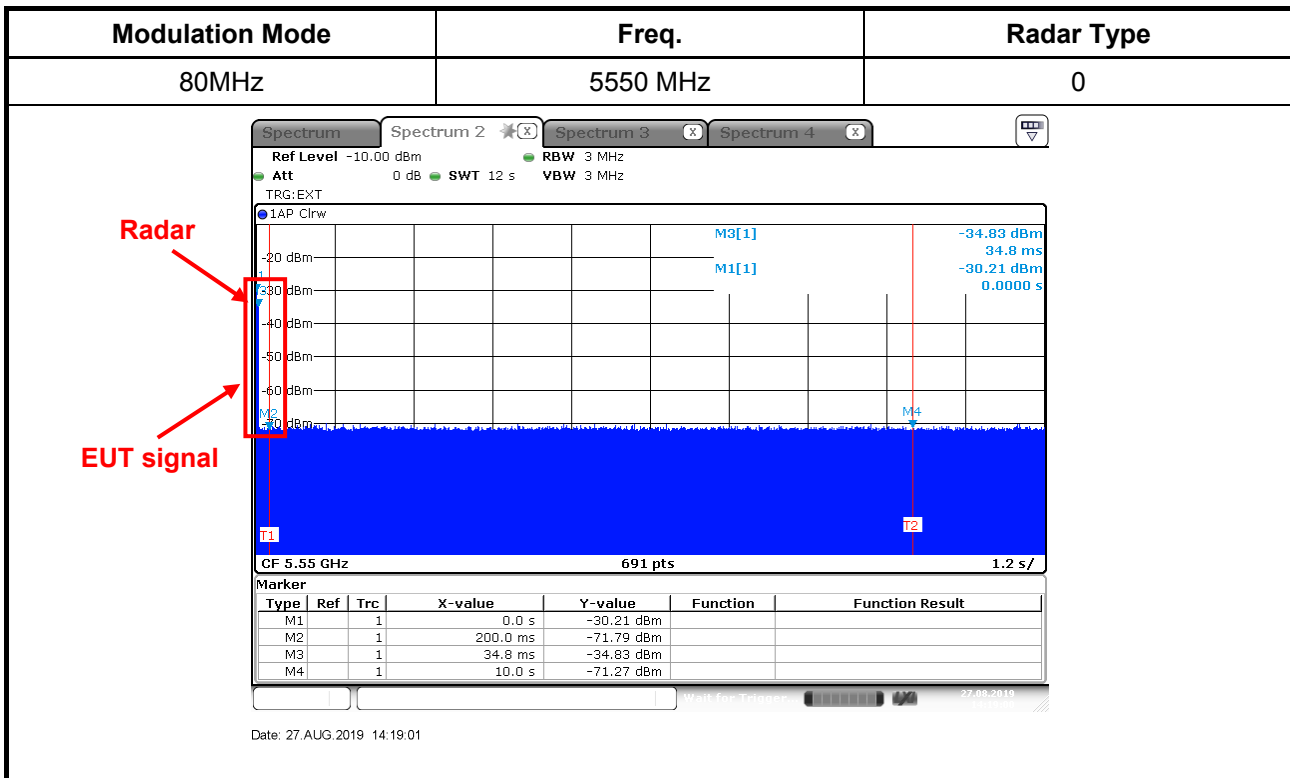 Modulation Mode Freq. Radar Type
80MHz 5550 MHz 0
Spectrum Spectrum 2 X Spectrum 3 X Spectrum 4 X
Ref Level -10.00 dBm RBW 3 MHz
Att 0 dB SWT 12 s VBW 3 MHz
TRG:EXT
1AP Clrw
Radar
M3[1] -34.83 dBm
34.8 ms
-20 dBm
M1[1] -30.21 dBm
0.0000 s
1
-30 dBm
-40 dBm
-50 dBm
-60 dBm
M2 M4
-70 dBm
EUT signal
T1 T2
CF 5.55 GHz 691 pts 1.2 s/
Marker
Type Ref Trc X-value Y-value Function Function Result
M1 1 0.0 s -30.21 dBm
M2 1 200.0 ms -71.79 dBm
M3 1 34.8 ms -34.83 dBm
M4 1 10.0 s -71.27 dBm
Wait for Trigger... 27.08.2019
Date: 27.AUG.2019 14:19:01